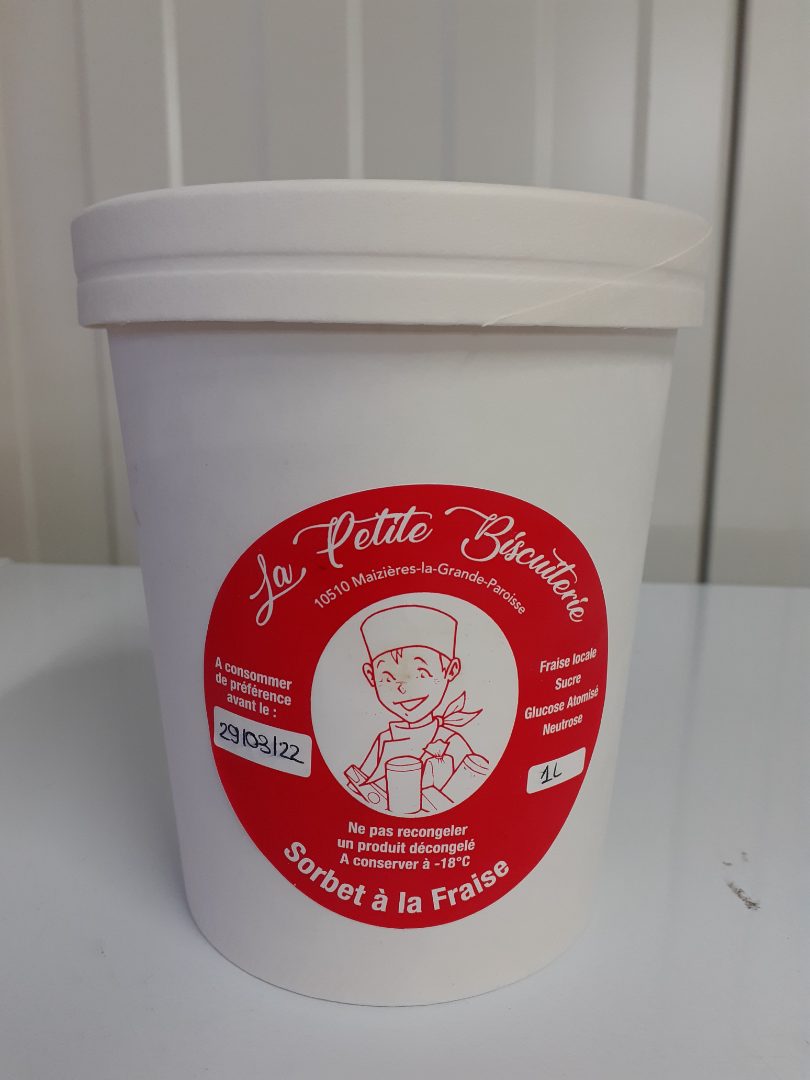 La Petite Biscuiterie
10510 Maizières-la-Grande-Paroisse
A consommer
de préférence
avant le :
29/03/22
Fraise locale
Sucre
Glucose Atomisé
Neutrose
1L
Ne pas recongeler
un produit décongelé
A conserver à -18°C
Sorbet à la Fraise